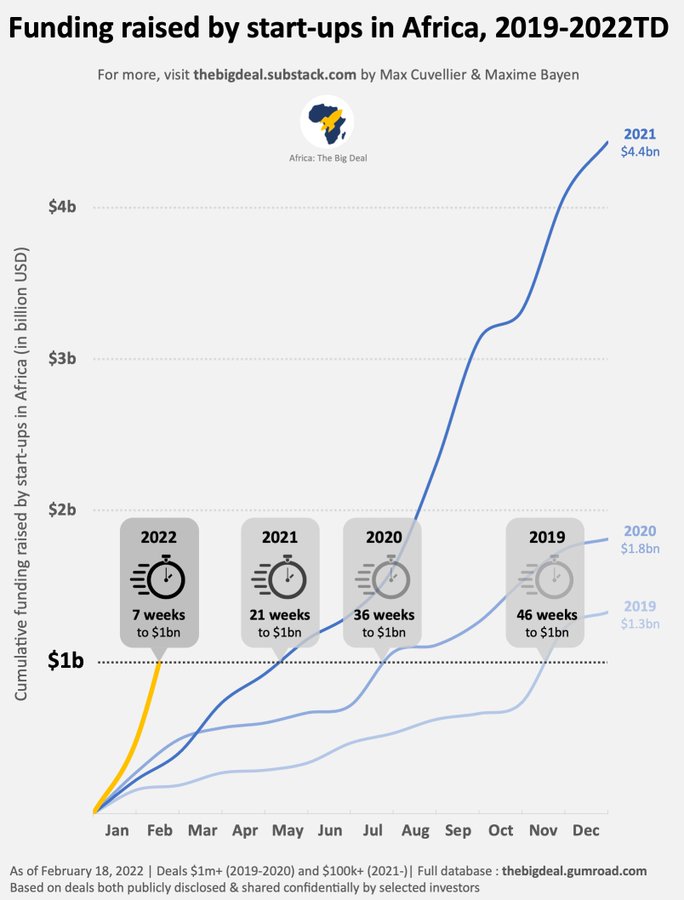 Funding raised by start-ups in Africa, 2019-2022TD
For more, visit thebigdeal.substack.com by Max Cuvellier & Maxime Bayen
Africa: The Big Deal
2021
$4.4bn
$4b
$3b
$2b
$1b
Cumulative funding raised by start-ups in Africa (in billion USD)
2022
7 weeks
to $1bn
2021
21 weeks
to $1bn
2020
36 weeks
to $1bn
2019
46 weeks
to $1bn
2020
$1.8bn
2019
$1.3bn
Jan Feb Mar Apr May Jun Jul Aug Sep Oct Nov Dec
As of February 18, 2022 | Deals $1m+ (2019-2020) and $100k+ (2021-)| Full database : thebigdeal.gumroad.com
Based on deals both publicly disclosed & shared confidentially by selected investors